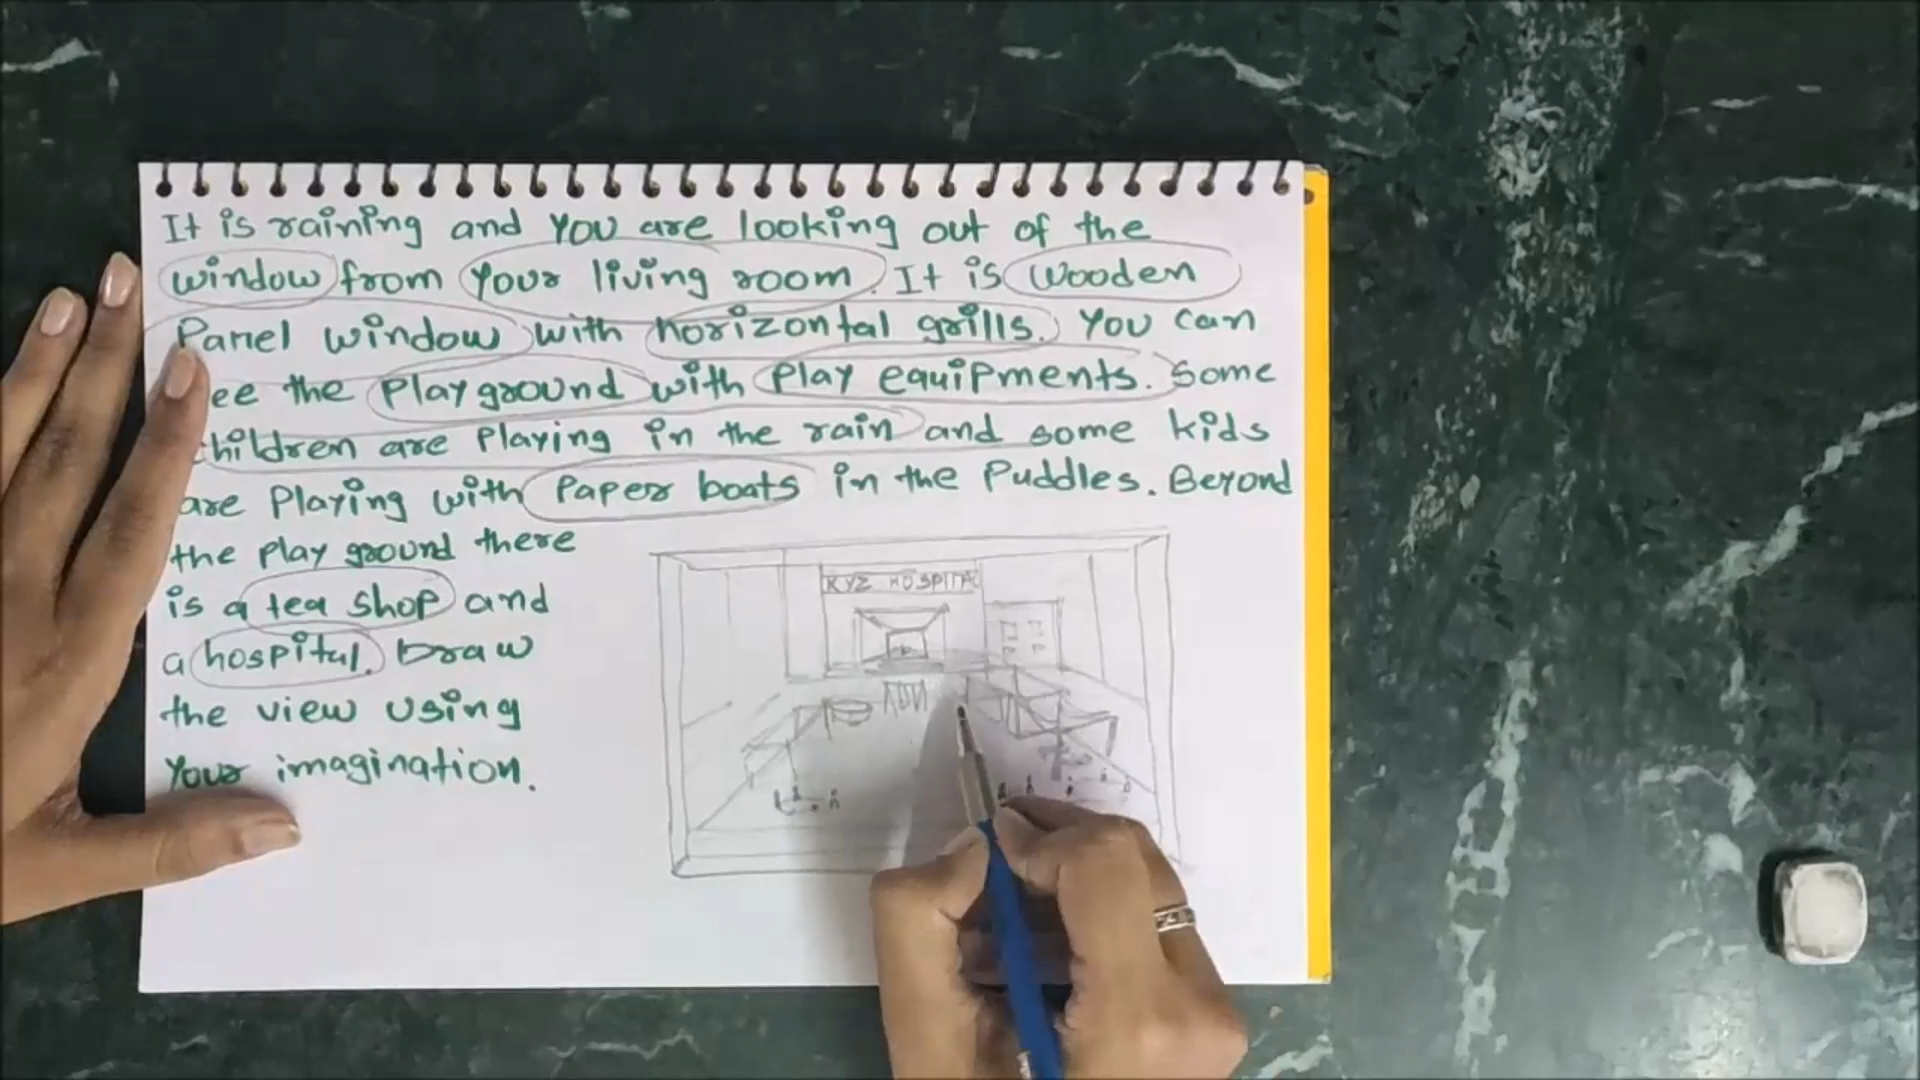 It is raining and you are looking out of the
window from your living room. It is wooden
Panel window with horizontal grills. You can
ee the playground with play equipments. Some
children are playing in the rain and some kids
are playing with paper boats in the puddles. Beyond
the play ground there
is a tea shop and
a hospital. Draw
the view using
your imagination.
XYZ HOSPITAL